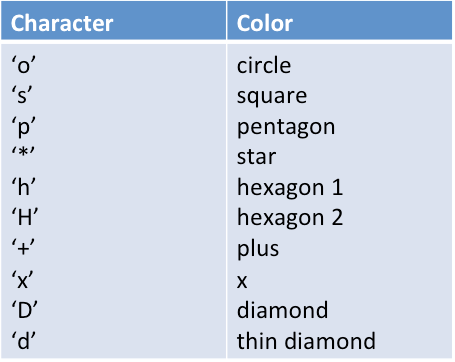 Character Color
‘o’ circle
‘s’ square
‘p’ pentagon
‘*’ star
‘h’ hexagon 1
‘H’ hexagon 2
‘+’ plus
‘x’ x
‘D’ diamond
‘d’ thin diamond